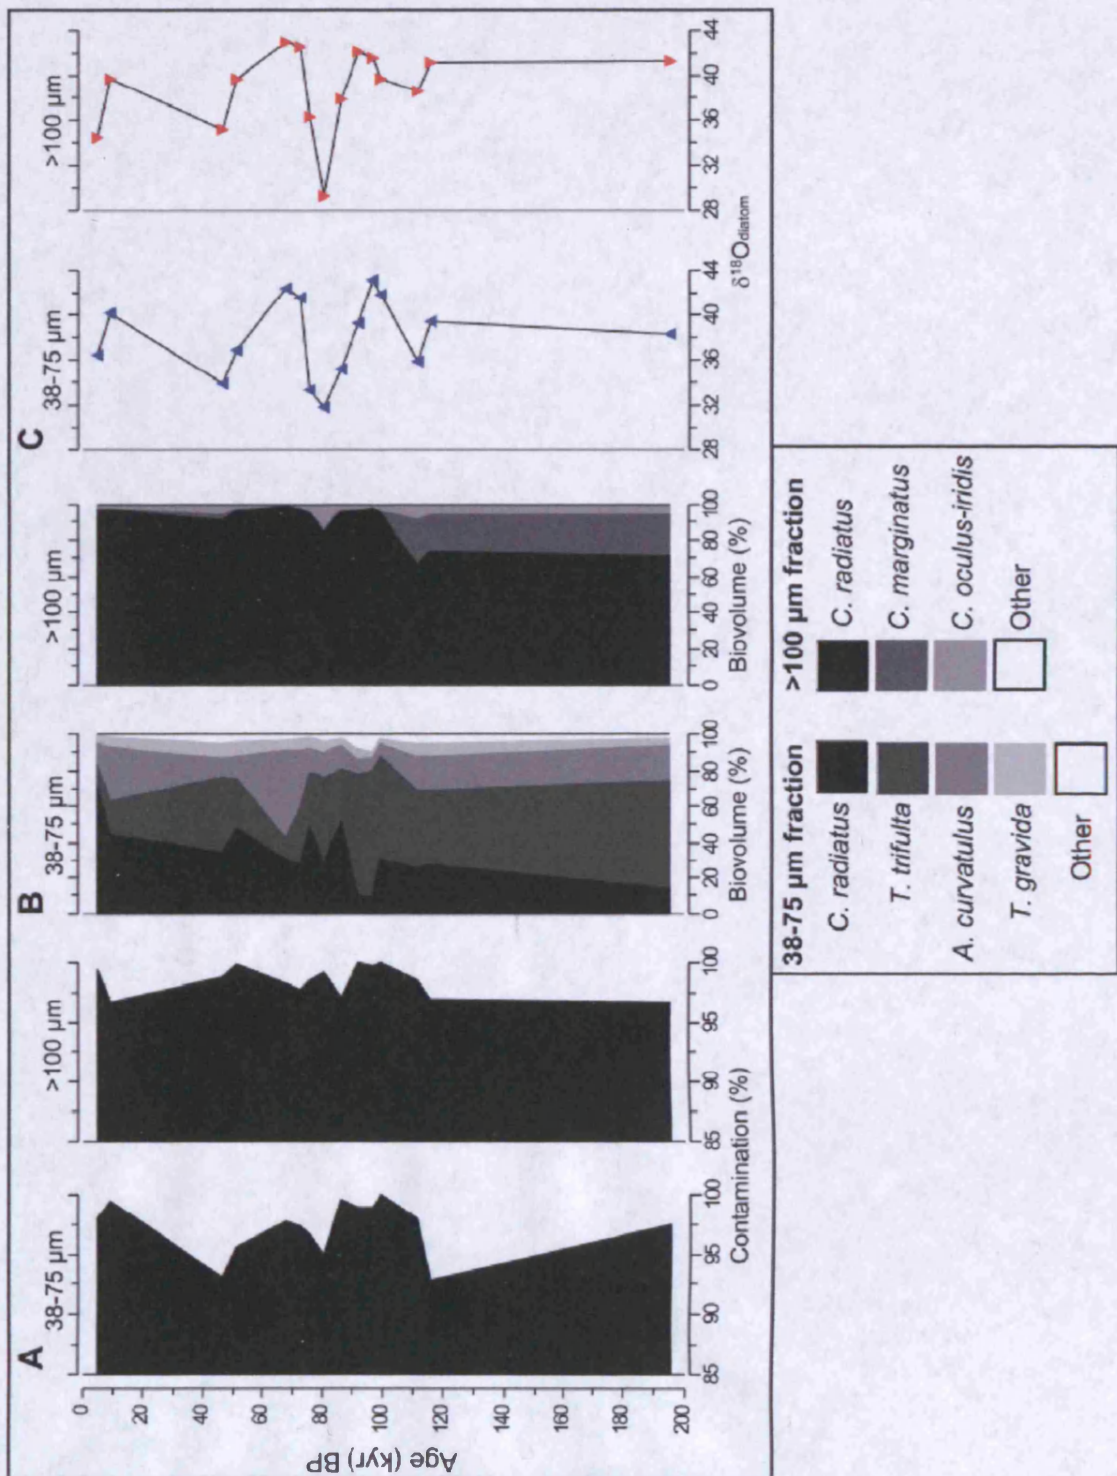 A
B
C
38-75 µm
>100 µm
38-75 µm
>100 µm
38-75 µm
>100 µm
Age (kyr) BP
0
20
40
60
80
100
120
140
160
180
200
85
90
95
100
85
90
95
100
Contamination (%)
0
20
40
60
80
100
Biovolume (%)
0
20
40
60
80
100
Biovolume (%)
28
32
36
40
44
28
32
36
40
44
δ18Odiatom
38-75 µm fraction
C. radiatus
T. trifulta
A. curvatulus
T. gravida
Other
>100 µm fraction
C. radiatus
C. marginatus
C. oculus-iridis
Other